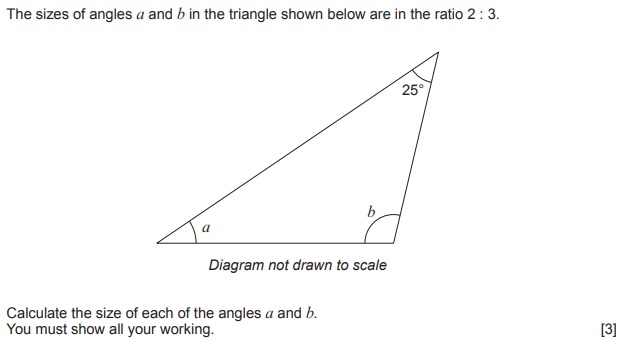 The sizes of angles a and b in the triangle shown below are in the ratio 2 : 3.
25°
b
a
Diagram not drawn to scale
Calculate the size of each of the angles a and b.
You must show all your working. [3]